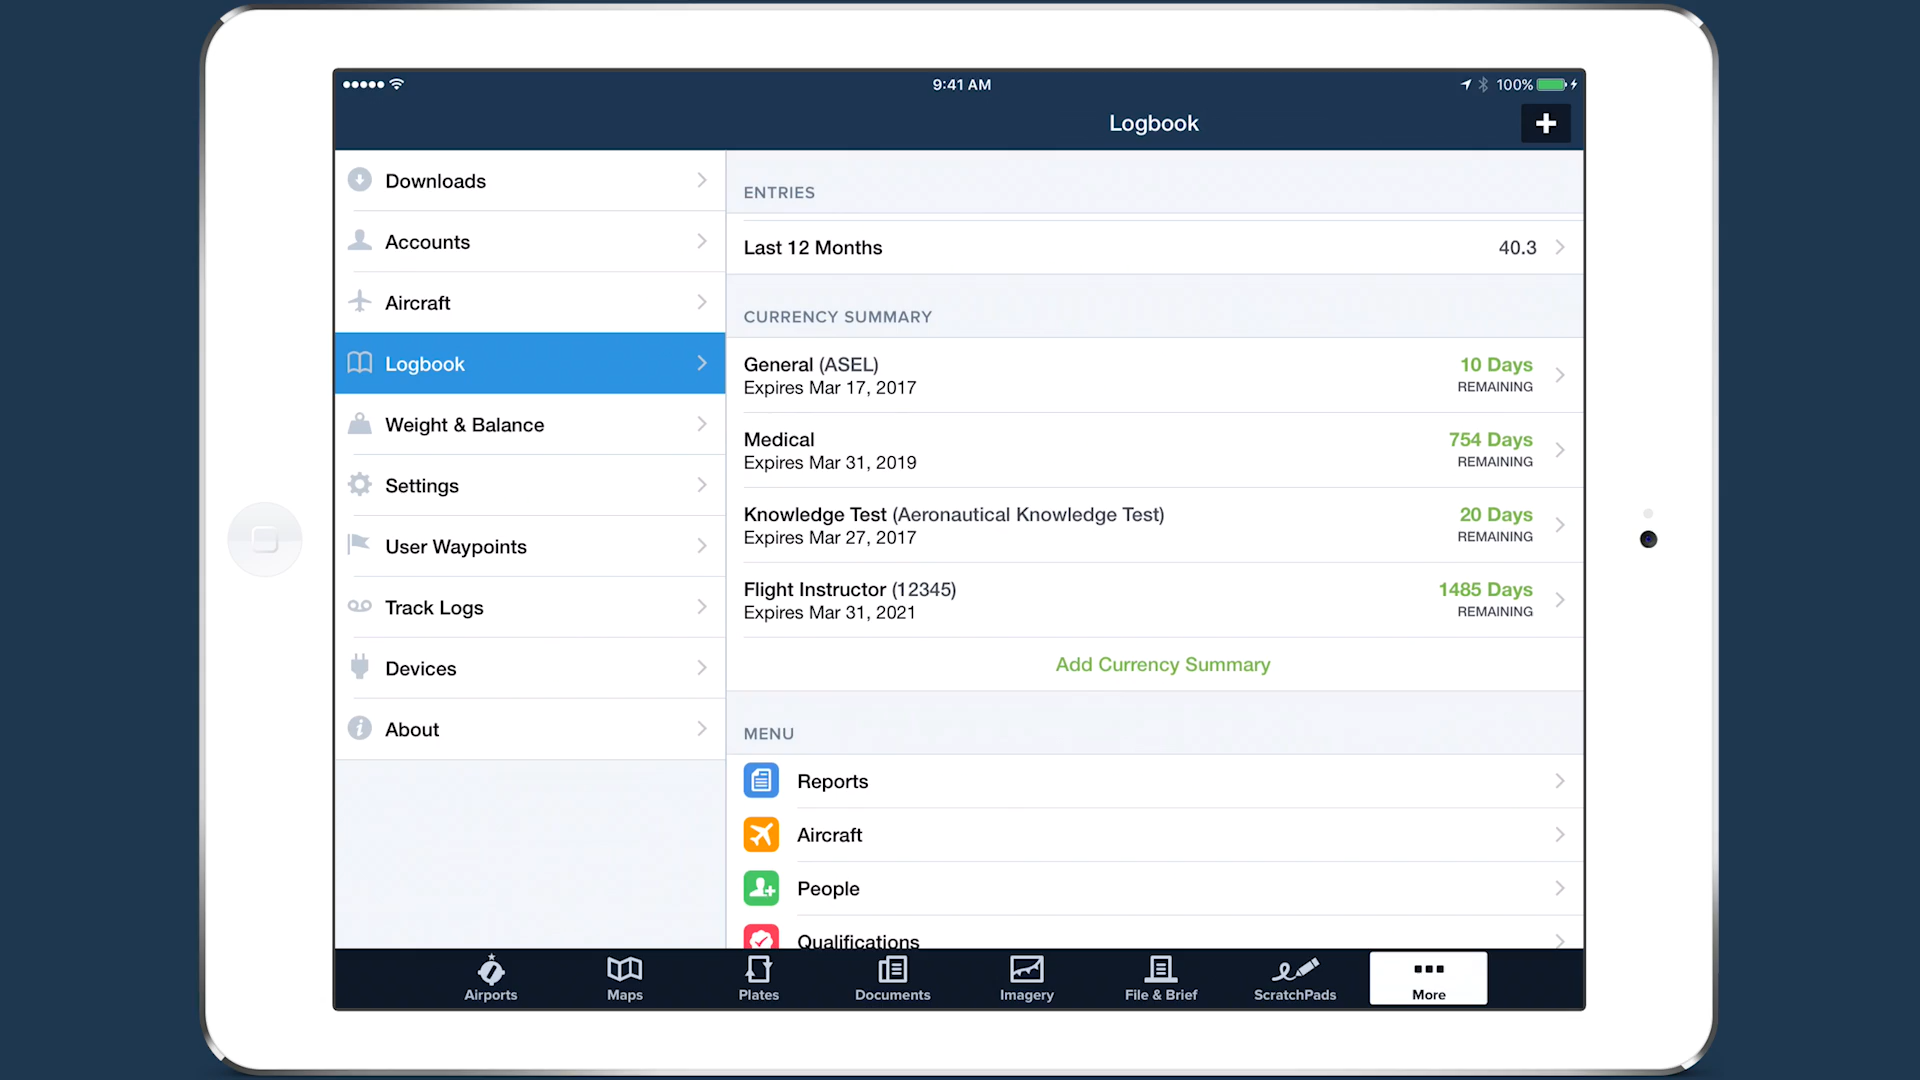 9:41 AM
100%
Logbook
Downloads
Accounts
Aircraft
Logbook
Weight & Balance
Settings
User Waypoints
Track Logs
Devices
About
ENTRIES
Last 12 Months 40.3
CURRENCY SUMMARY
General (ASEL) 10 Days
Expires Mar 17, 2017 REMAINING
Medical 754 Days
Expires Mar 31, 2019 REMAINING
Knowledge Test (Aeronautical Knowledge Test) 20 Days
Expires Mar 27, 2017 REMAINING
Flight Instructor (12345) 1485 Days
Expires Mar 31, 2021 REMAINING
Add Currency Summary
MENU
Reports
Aircraft
People
Qualifications
Airports Maps Plates Documents Imagery File & Brief ScratchPads More